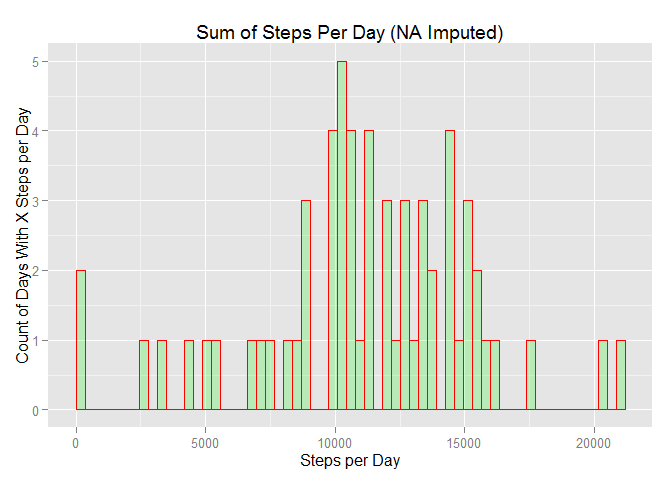 Sum of Steps Per Day (NA Imputed)
Count of Days With X Steps per Day
5
4
3
2
1
0
0 5000 10000 15000 20000
Steps per Day